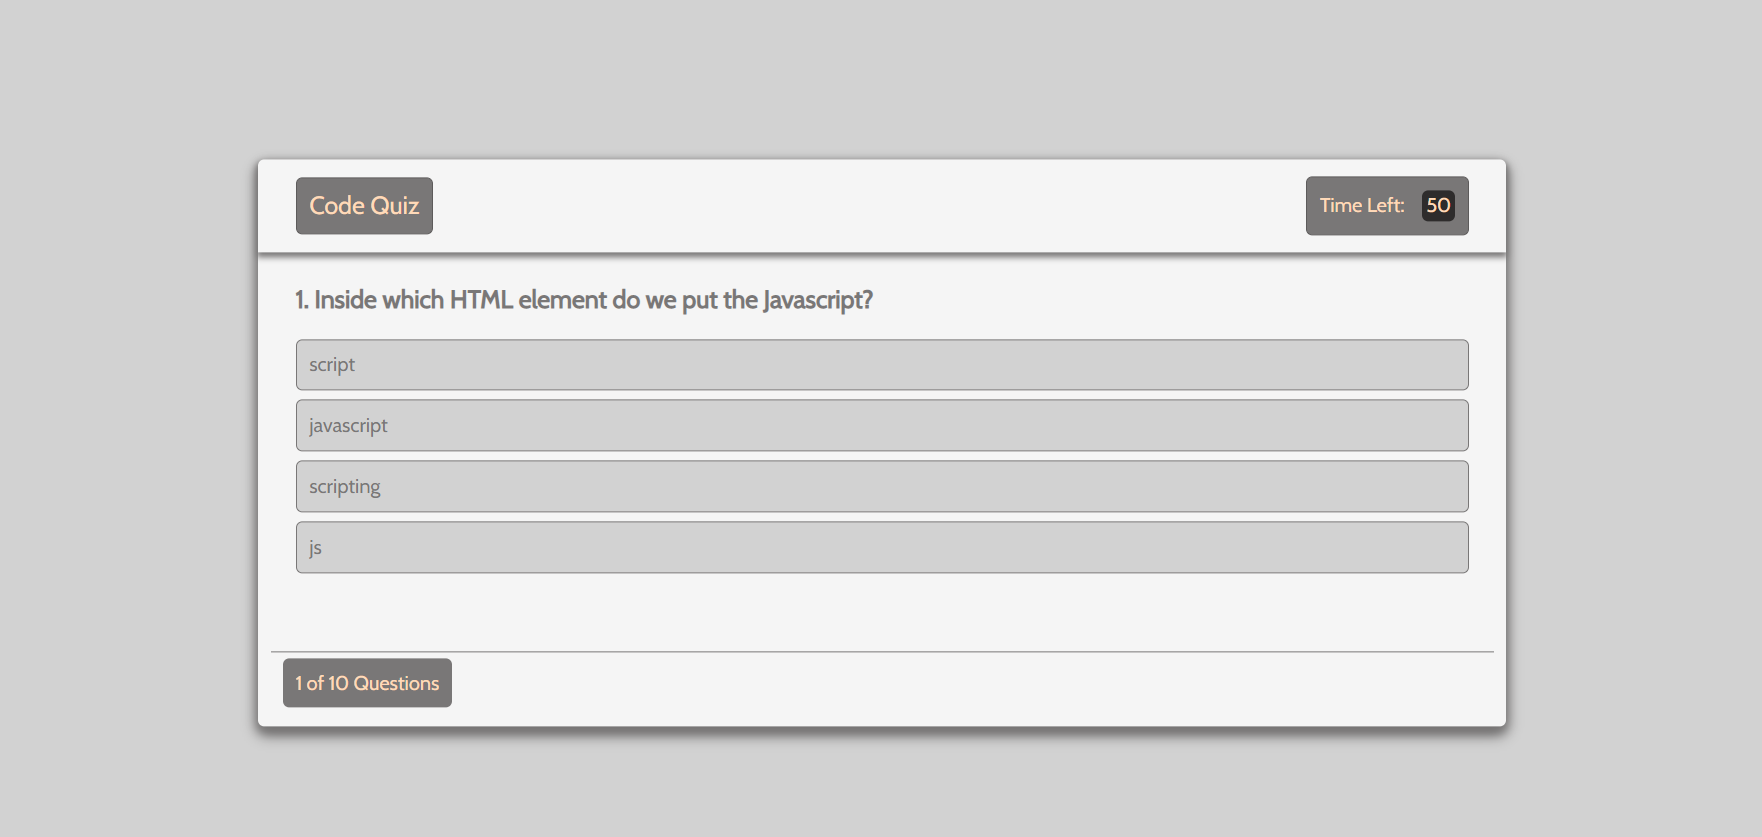 Code Quiz
Time Left: 50
1. Inside which HTML element do we put the Javascript?
script
javascript
scripting
js
1 of 10 Questions